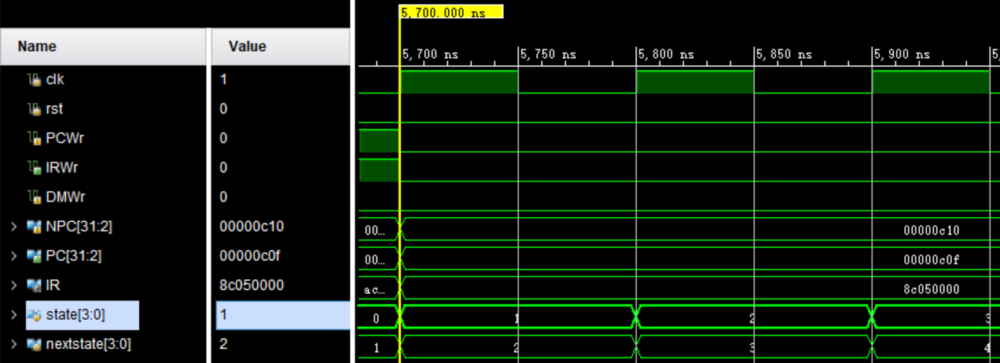 5,700.000 ns
Name Value
5,700 ns 5,750 ns 5,800 ns 5,850 ns 5,900 ns 5,
clk 1
rst 0
PCWr 0
IRWr 0
DMWr 0
NPC[31:2] 00000c10 00... 00000c10
PC[31:2] 00000c0f 00... 00000c0f
IR 8c050000 ac... 8c050000
state[3:0] 1 0 1 2 3
nextstate[3:0] 2 1 2 3 4